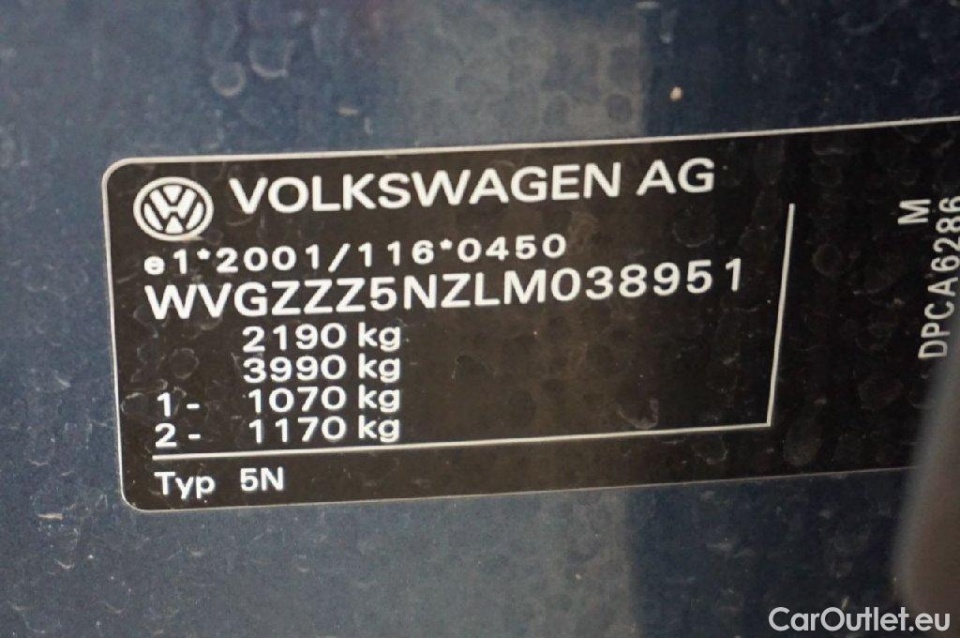 VOLKSWAGEN AG
e1*2001/116*0450
WVGZZZ5NZLM038951
2190 kg
3990 kg
1- 1070 kg
2- 1170 kg
Typ 5N
M
DPCA6286
CarOutlet.eu